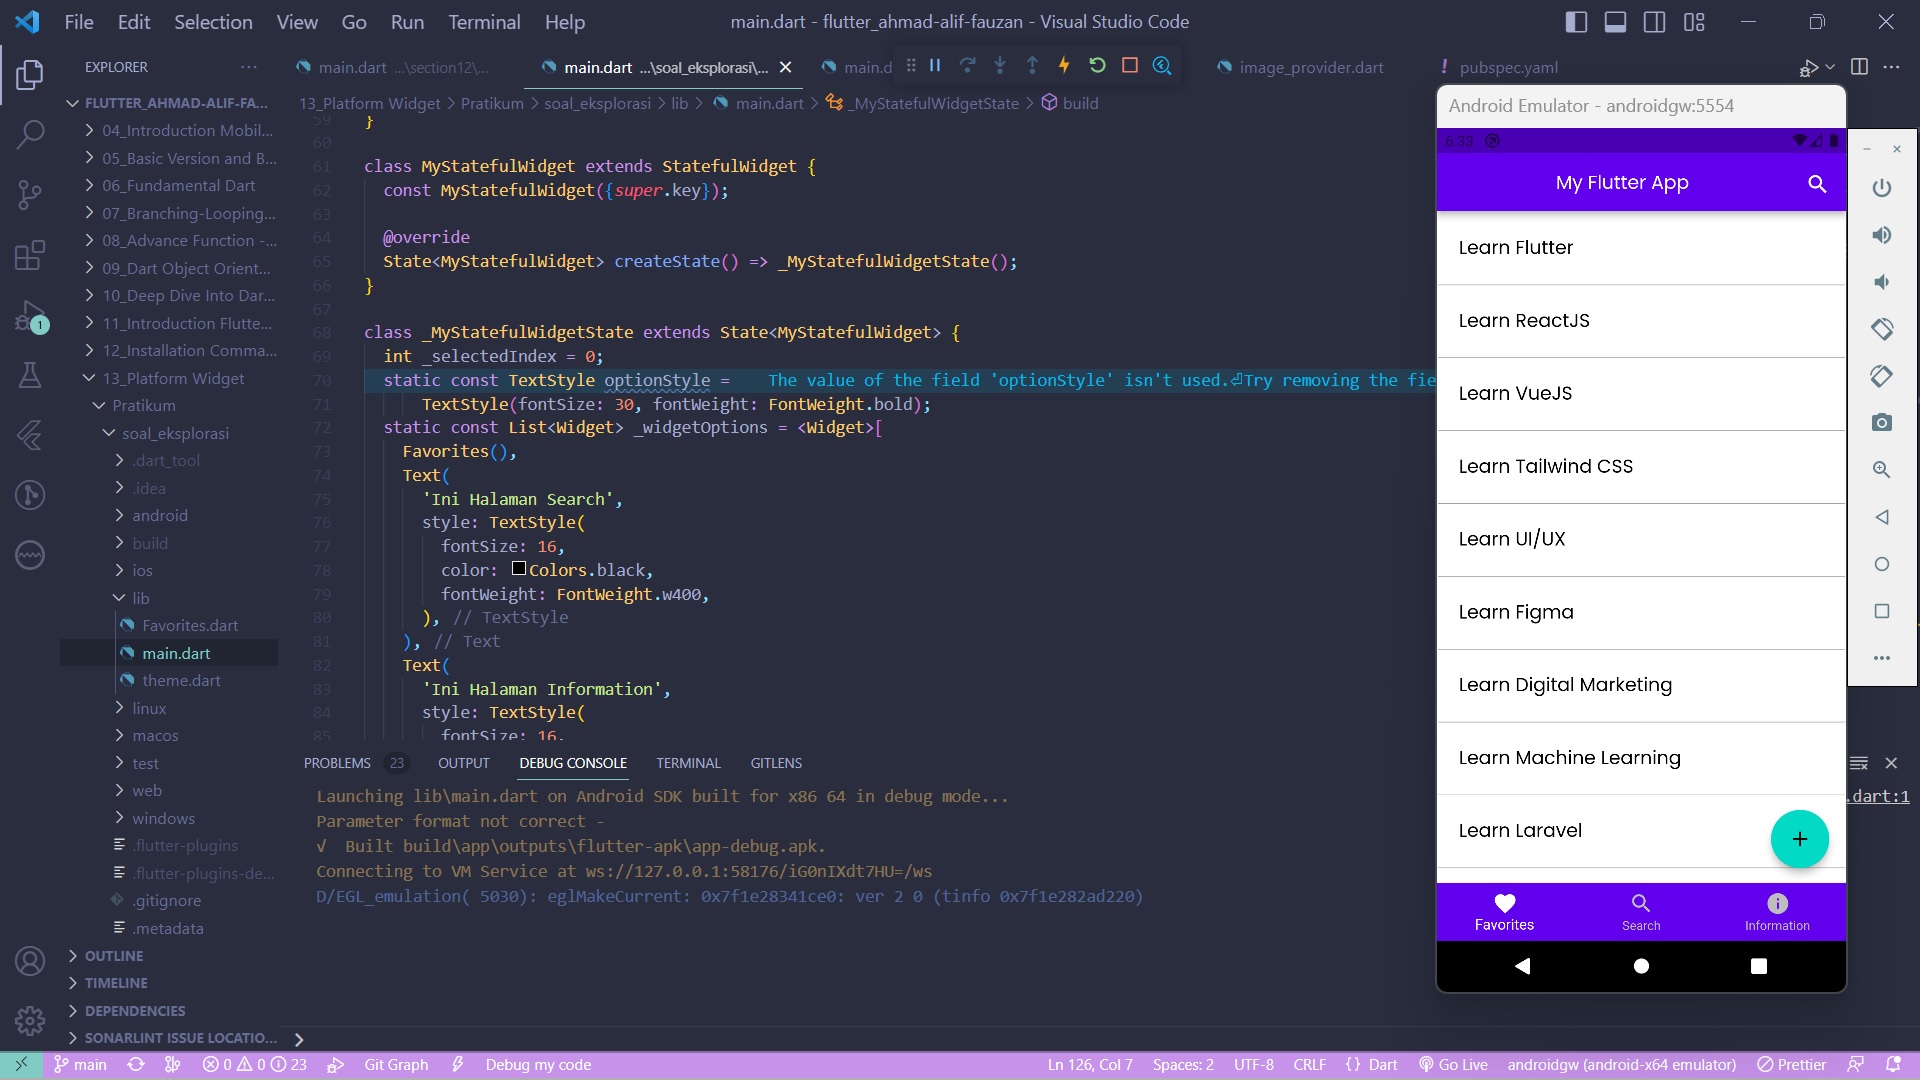 File Edit Selection View Go Run Terminal Help
main.dart - flutter_ahmad-alif-fauzan - Visual Studio Code
EXPLORER
FLUTTER_AHMAD-ALIF-FA...
04_Introduction Mobil...
05_Basic Version and B...
06_Fundamental Dart
07_Branching-Looping...
08_Advance Function -...
09_Dart Object Orient...
10_Deep Dive Into Dar...
11_Introduction Flutte...
12_Installation Comma...
13_Platform Widget
Pratikum
soal_eksplorasi
.dart_tool
.idea
android
build
ios
lib
Favorites.dart
main.dart
theme.dart
linux
macos
test
web
windows
.flutter-plugins
.flutter-plugins-de...
.gitignore
.metadata
OUTLINE
TIMELINE
DEPENDENCIES
SONARLINT ISSUE LOCATIO...
1
main.dart ...\section12\...
main.dart ...\soal_eksplorasi\...
main.d
image_provider.dart
! pubspec.yaml
13_Platform Widget > Pratikum > soal_eksplorasi > lib > main.dart > _MyStatefulWidgetState > build
59 }
60
61 class MyStatefulWidget extends StatefulWidget {
62 const MyStatefulWidget({super.key});
63
64 @override
65 State<MyStatefulWidget> createState() => _MyStatefulWidgetState();
66 }
67
68 class _MyStatefulWidgetState extends State<MyStatefulWidget> {
69 int _selectedIndex = 0;
70 static const TextStyle optionStyle = The value of the field 'optionStyle' isn't used.⏎Try removing the fie
71 TextStyle(fontSize: 30, fontWeight: FontWeight.bold);
72 static const List<Widget> _widgetOptions = <Widget>[
73 Favorites(),
74 Text(
75 'Ini Halaman Search',
76 style: TextStyle(
77 fontSize: 16,
78 color: Colors.black,
79 fontWeight: FontWeight.w400,
80 ), // TextStyle
81 ), // Text
82 Text(
83 'Ini Halaman Information',
84 style: TextStyle(
85 fontSize: 16,
PROBLEMS 23 OUTPUT DEBUG CONSOLE TERMINAL GITLENS
Launching lib\main.dart on Android SDK built for x86 64 in debug mode...
.dart:1
Parameter format not correct -
√ Built build\app\outputs\flutter-apk\app-debug.apk.
Connecting to VM Service at ws://127.0.0.1:58176/iG0nIXdt7HU=/ws
D/EGL_emulation( 5030): eglMakeCurrent: 0x7f1e28341ce0: ver 2 0 (tinfo 0x7f1e282ad220)
Android Emulator - androidgw:5554
6:33
My Flutter App
Learn Flutter
Learn ReactJS
Learn VueJS
Learn Tailwind CSS
Learn UI/UX
Learn Figma
Learn Digital Marketing
Learn Machine Learning
Learn Laravel
Favorites Search Information
main 0 0 23 Git Graph Debug my code Ln 126, Col 7 Spaces: 2 UTF-8 CRLF {} Dart Go Live androidgw (android-x64 emulator) Prettier